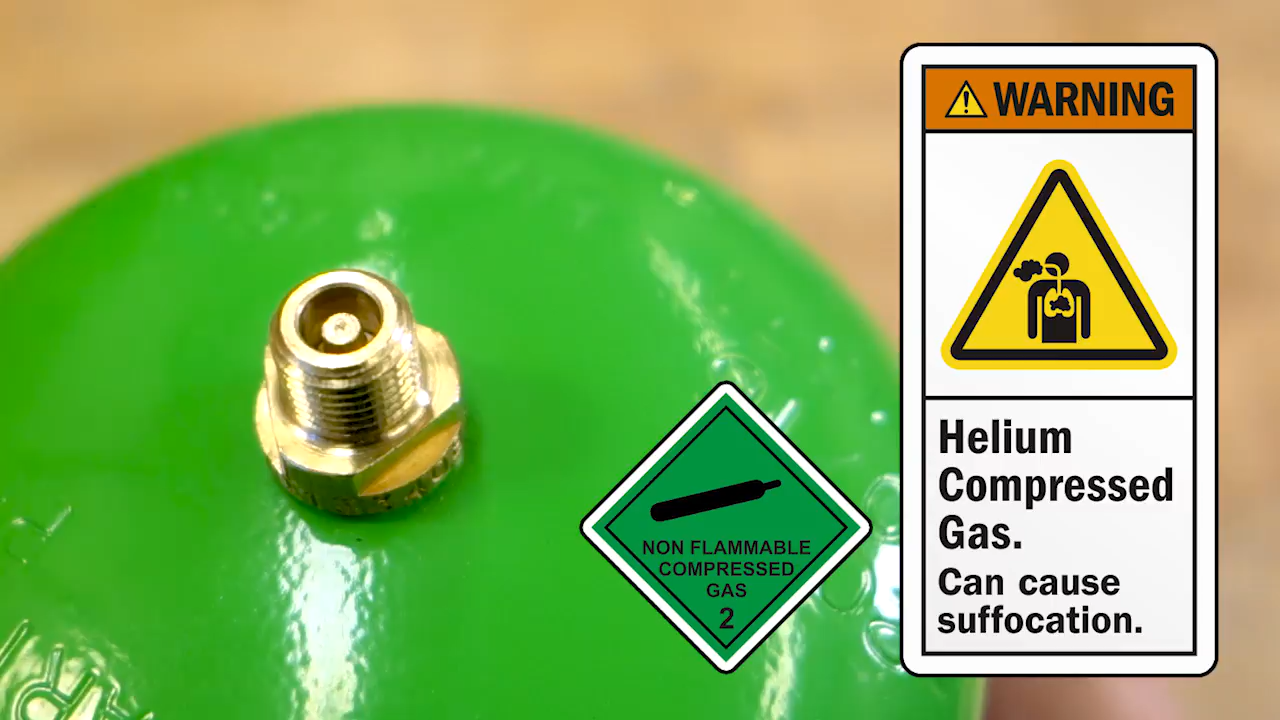 WARNING
Helium
Compressed
Gas.
Can cause
suffocation.
NON FLAMMABLE
COMPRESSED
GAS
2